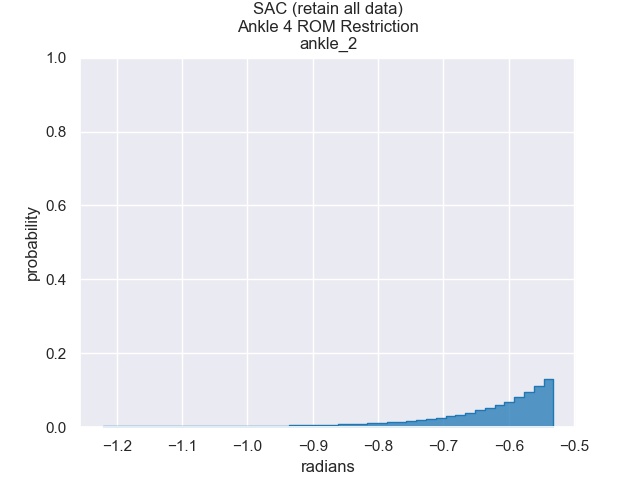 SAC (retain all data)
Ankle 4 ROM Restriction
ankle_2
1.0
0.8
0.6
0.4
0.2
0.0
probability
−1.2 −1.1 −1.0 −0.9 −0.8 −0.7 −0.6 −0.5
radians